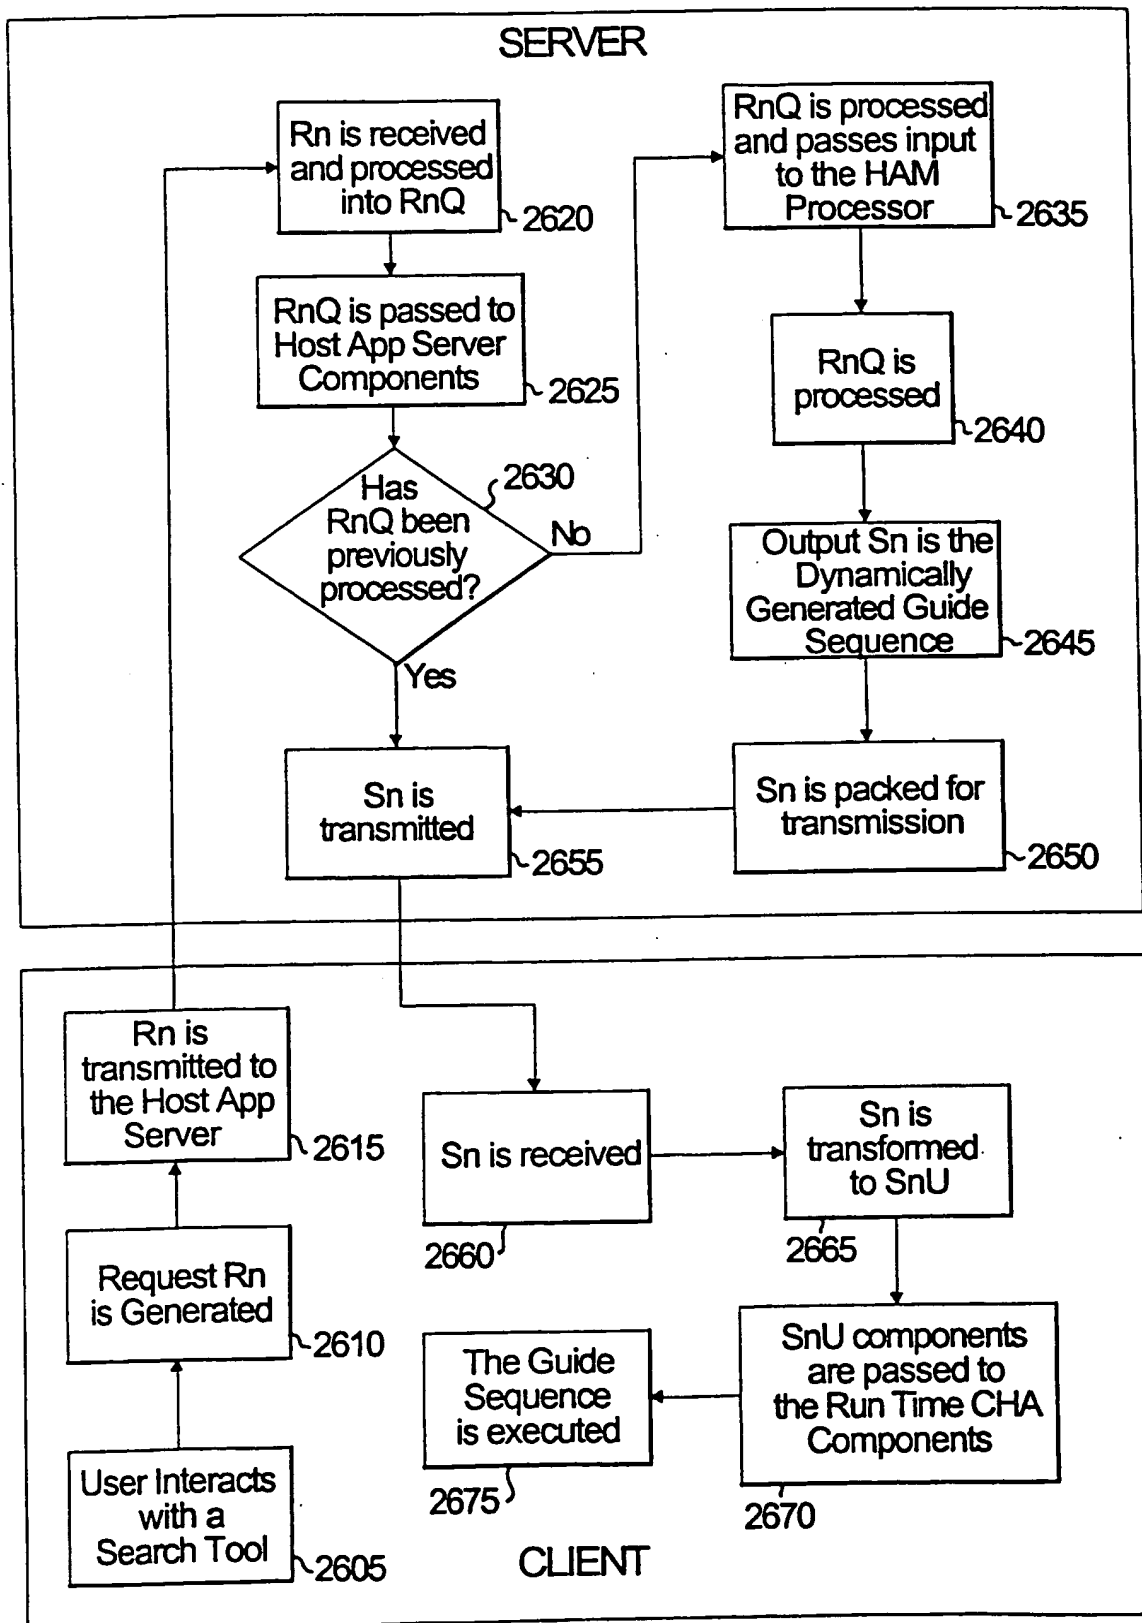 SERVER
Rn is received
and processed
into RnQ
2620
RnQ is passed to
Host App Server
Components
2625
Has
RnQ been
previously
processed?
2630
No
Yes
RnQ is processed
and passes input
to the HAM
Processor
2635
RnQ is
processed
2640
Output Sn is the
Dynamically
Generated Guide
Sequence
2645
Sn is packed for
transmission
2650
Sn is
transmitted
2655
Rn is
transmitted to
the Host App
Server
2615
Request Rn
is Generated
2610
User Interacts
with a
Search Tool
2605
Sn is received
2660
Sn is
transformed
to SnU
2665
SnU components
are passed to
the Run Time CHA
Components
2670
The Guide
Sequence
is executed
2675
CLIENT